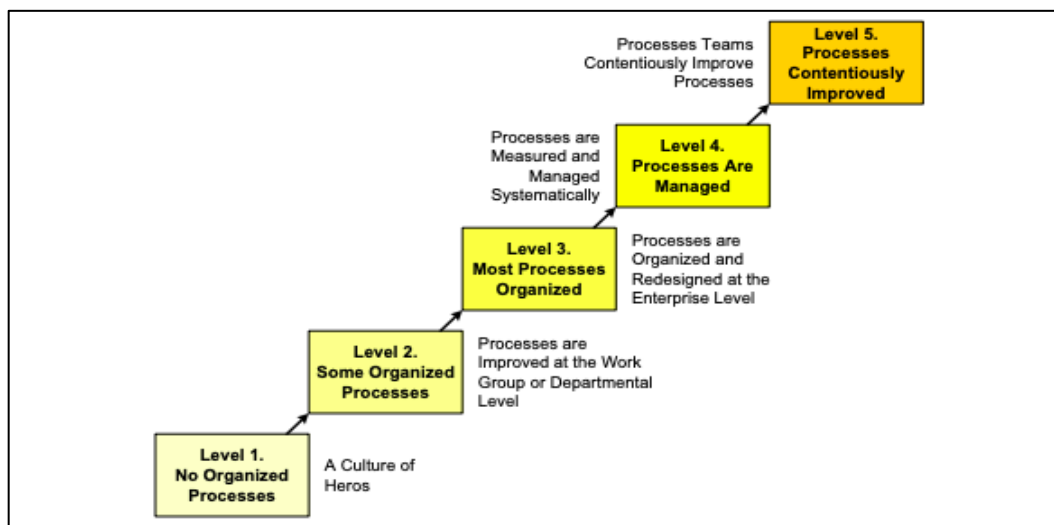 Processes Teams
Contentiously Improve
Processes
Level 5.
Processes
Contentiously
Improved
Processes are
Measured and
Managed
Systematically
Level 4.
Processes Are
Managed
Level 3.
Most Processes
Organized
Processes are
Organized and
Redesigned at the
Enterprise Level
Level 2.
Some Organized
Processes
Processes are
Improved at the Work
Group or Departmental
Level
Level 1.
No Organized
Processes
A Culture of
Heros